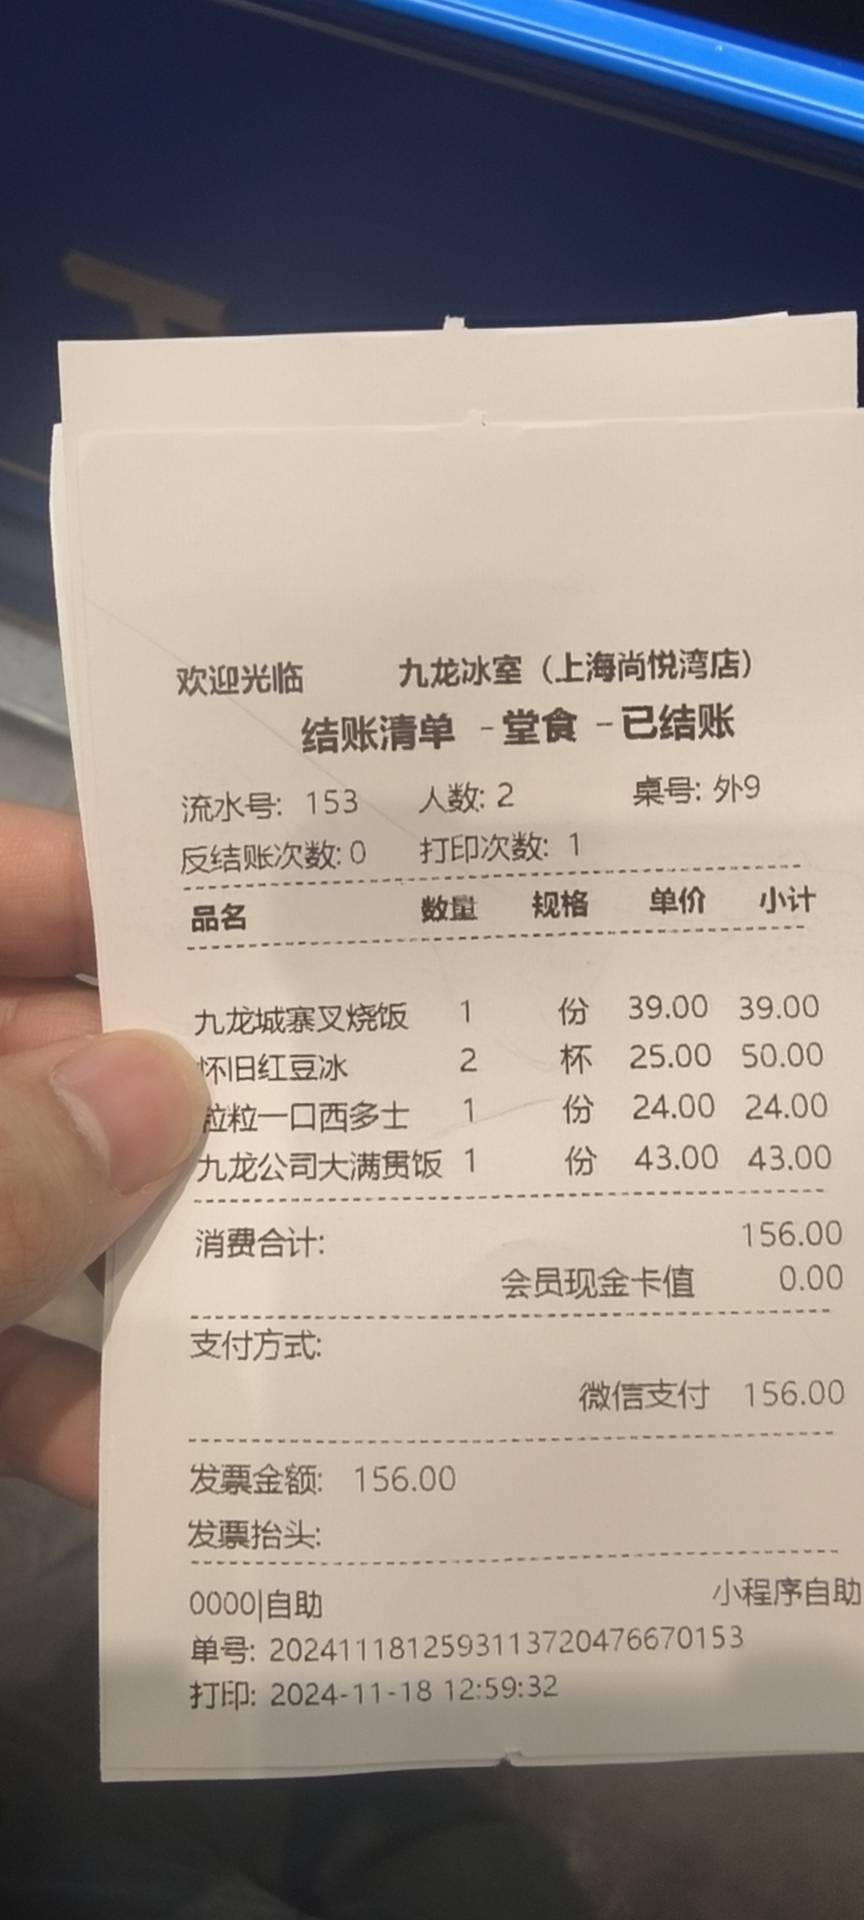 欢迎光临 九龙冰室（上海尚悦湾店）
结账清单 -堂食 -已结账
流水号: 153 人数: 2 桌号: 外9
反结账次数: 0 打印次数: 1
品名 数量 规格 单价 小计
九龙城寨叉烧饭 1 份 39.00 39.00
怀旧红豆冰 2 杯 25.00 50.00
粒粒一口西多士 1 份 24.00 24.00
九龙公司大满贯饭 1 份 43.00 43.00
消费合计: 156.00
会员现金卡值 0.00
支付方式:
微信支付 156.00
发票金额: 156.00
发票抬头:
0000|自助 小程序自助
单号: 20241118125931137204766701​53
打印: 2024-11-18 12:59:32